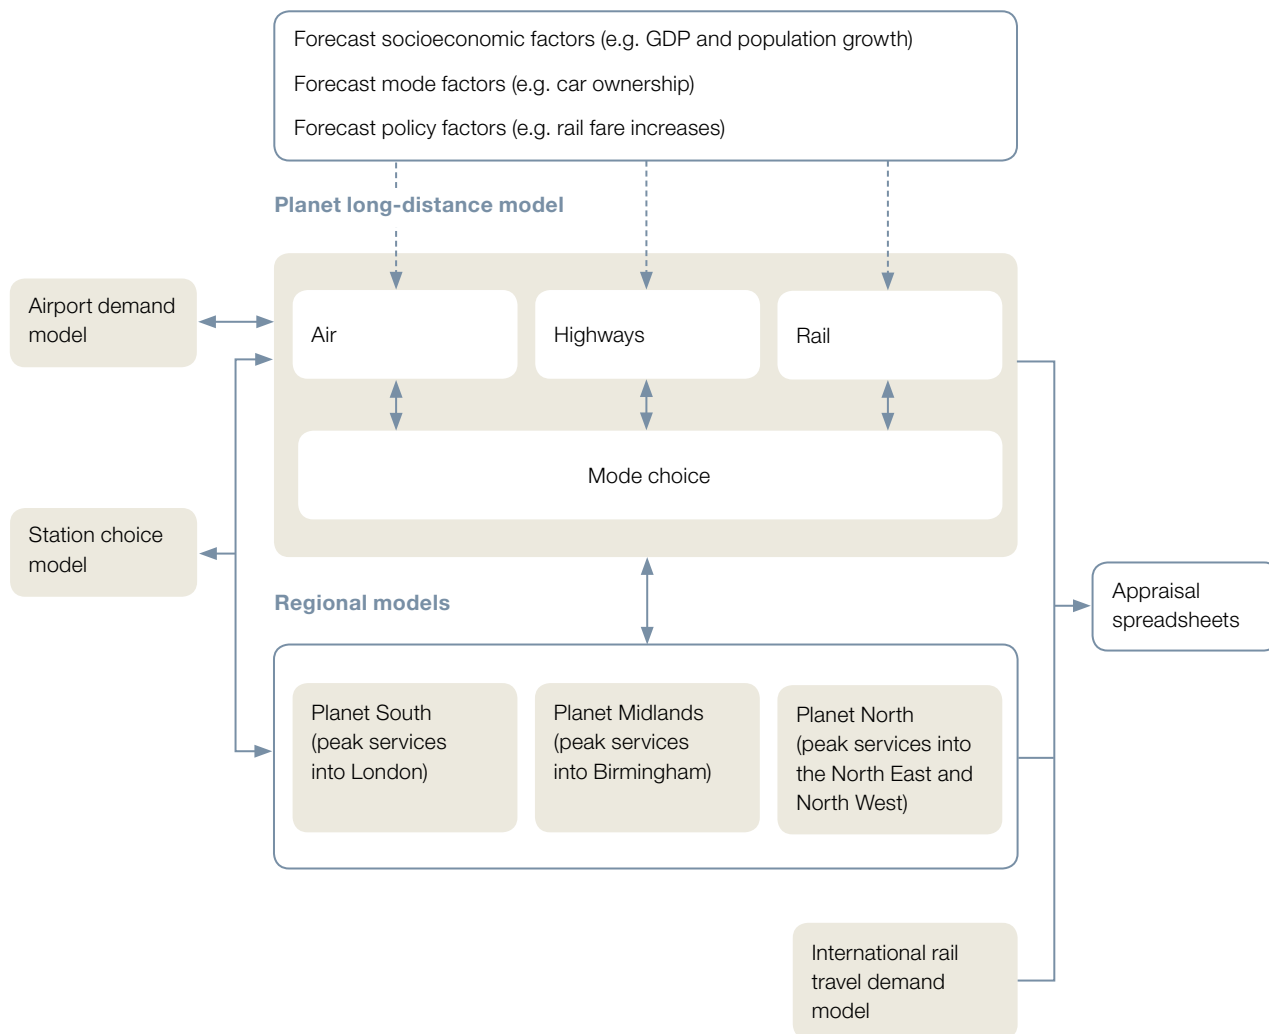 Forecast socioeconomic factors (e.g. GDP and population growth)
Forecast mode factors (e.g. car ownership)
Forecast policy factors (e.g. rail fare increases)
Planet long-distance model
Airport demand
model
Air
Highways
Rail
Mode choice
Station choice
model
Regional models
Appraisal
spreadsheets
Planet South
(peak services
into London)
Planet Midlands
(peak services
into Birmingham)
Planet North
(peak services into
the North East and
North West)
International rail
travel demand
model